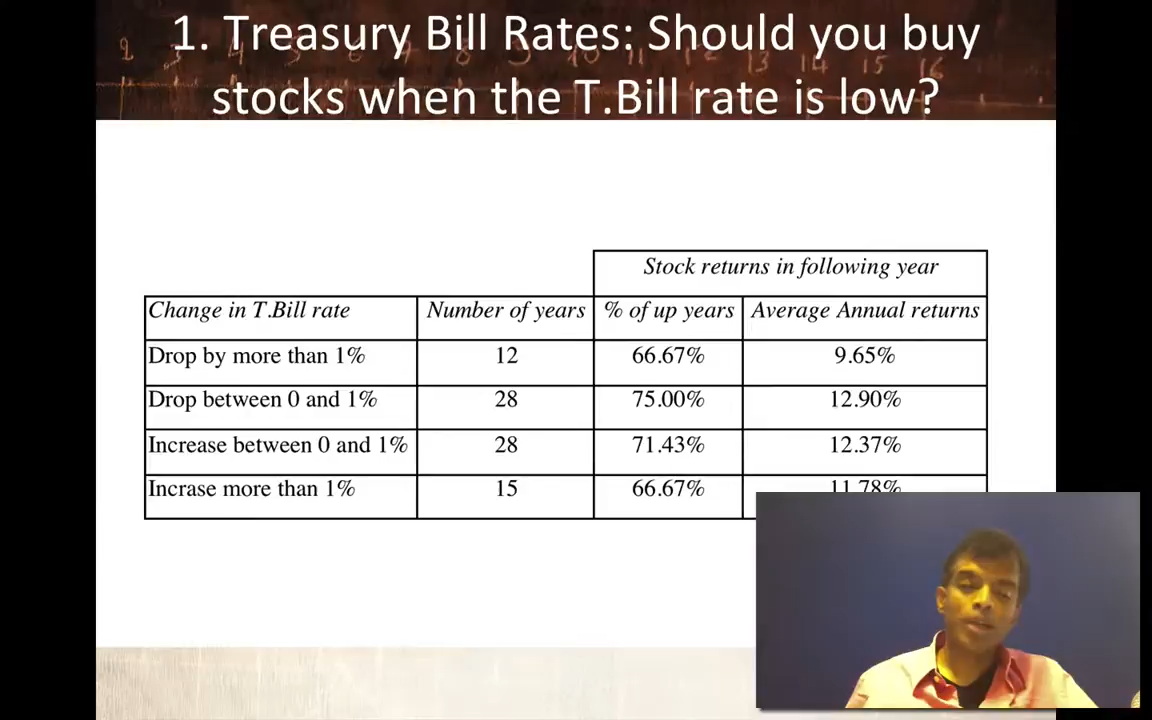 1. Treasury Bill Rates: Should you buy
stocks when the T.Bill rate is low?
Stock returns in following year
Change in T.Bill rate Number of years % of up years Average Annual returns
Drop by more than 1% 12 66.67% 9.65%
Drop between 0 and 1% 28 75.00% 12.90%
Increase between 0 and 1% 28 71.43% 12.37%
Incrase more than 1% 15 66.67% 11.78%